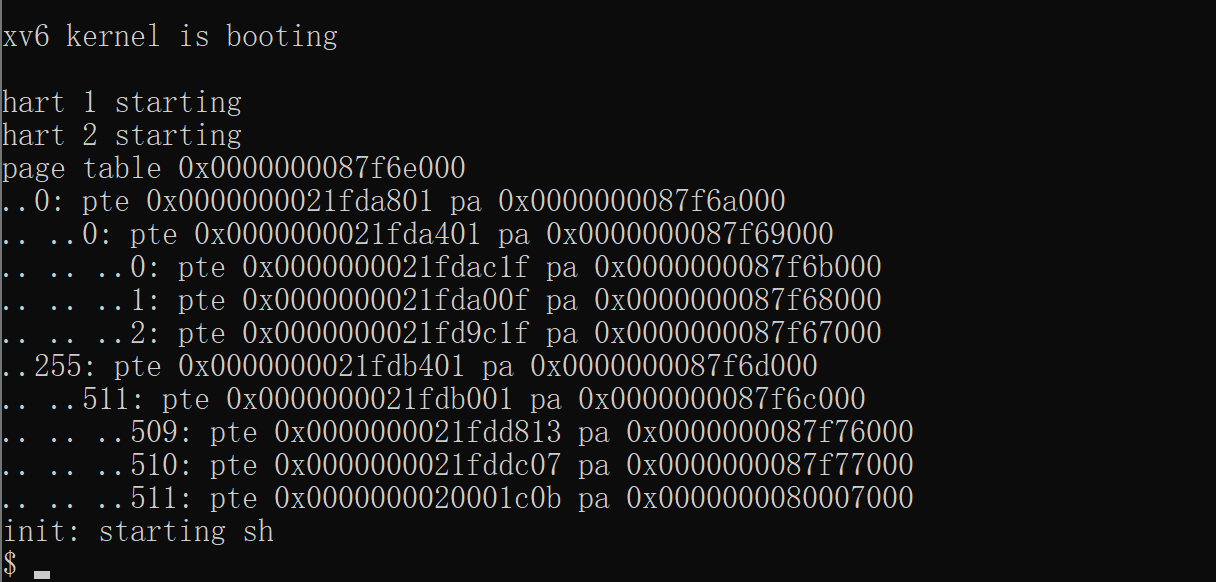 xv6 kernel is booting
hart 1 starting
hart 2 starting
page table 0x0000000087f6e000
..0: pte 0x0000000021fda801 pa 0x0000000087f6a000
.. ..0: pte 0x0000000021fda401 pa 0x0000000087f69000
.. .. ..0: pte 0x0000000021fdac1f pa 0x0000000087f6b000
.. .. ..1: pte 0x0000000021fda00f pa 0x0000000087f68000
.. .. ..2: pte 0x0000000021fd9c1f pa 0x0000000087f67000
..255: pte 0x0000000021fdb401 pa 0x0000000087f6d000
.. ..511: pte 0x0000000021fdb001 pa 0x0000000087f6c000
.. .. ..509: pte 0x0000000021fdd813 pa 0x0000000087f76000
.. .. ..510: pte 0x0000000021fddc07 pa 0x0000000087f77000
.. .. ..511: pte 0x0000000020001c0b pa 0x0000000080007000
init: starting sh
$